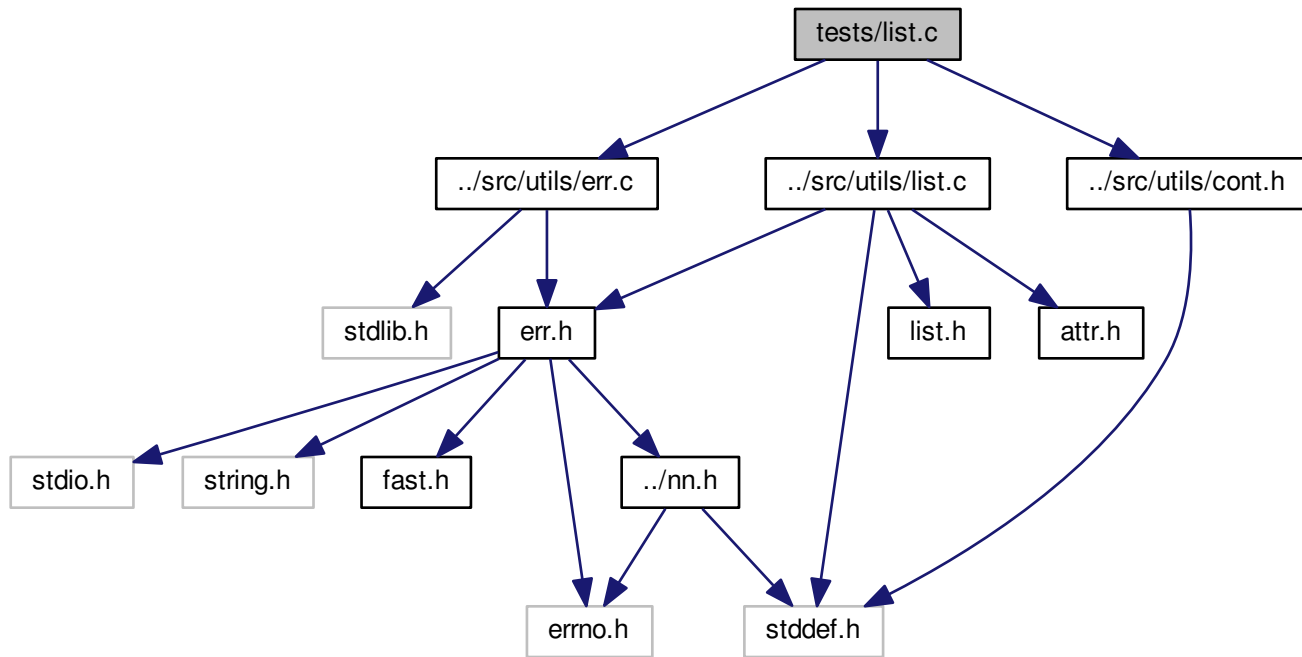 tests/list.c
../src/utils/err.c
../src/utils/list.c
../src/utils/cont.h
stdlib.h
err.h
list.h
attr.h
stdio.h
string.h
fast.h
../nn.h
errno.h
stddef.h